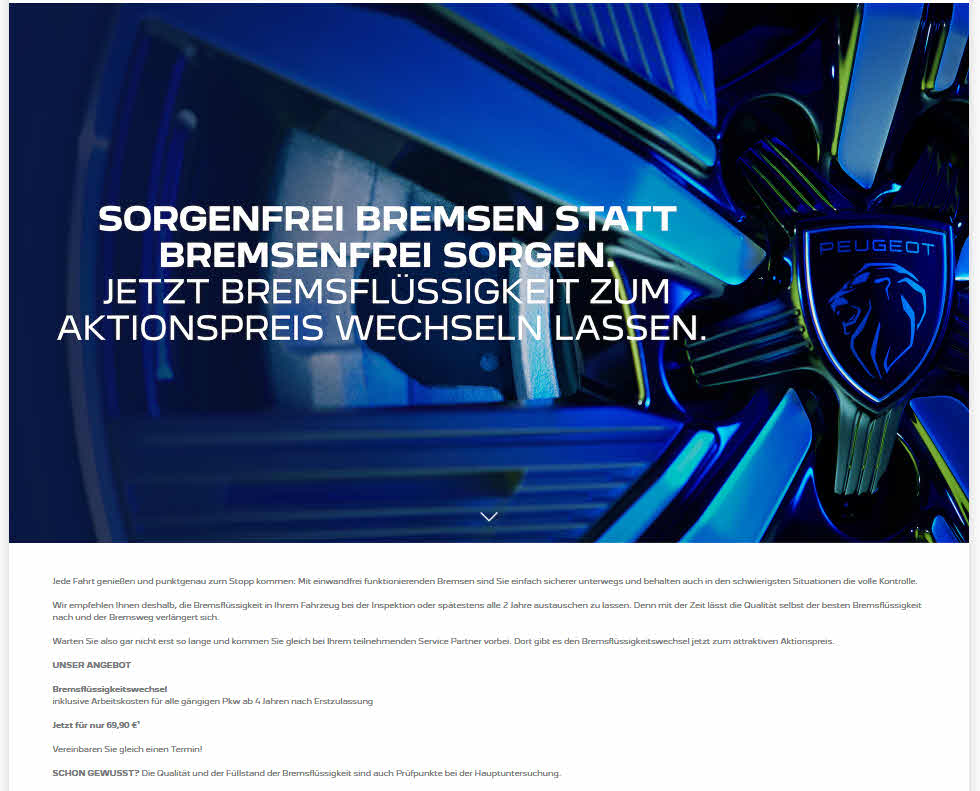 SORGENFREI BREMSEN STATT
BREMSENFREI SORGEN.
JETZT BREMSFLÜSSIGKEIT ZUM
AKTIONSPREIS WECHSELN LASSEN.
PEUGEOT
Jede Fahrt genießen und punktgenau zum Stopp kommen: Mit einwandfrei funktionierenden Bremsen sind Sie einfach sicherer unterwegs und behalten auch in den schwierigsten Situationen die volle Kontrolle.
Wir empfehlen Ihnen deshalb, die Bremsflüssigkeit in Ihrem Fahrzeug bei der Inspektion oder spätestens alle 2 Jahre austauschen zu lassen. Denn mit der Zeit lässt die Qualität selbst der besten Bremsflüssigkeit
nach und der Bremsweg verlängert sich.
Warten Sie also gar nicht erst so lange und kommen Sie gleich bei Ihrem teilnehmenden Service Partner vorbei. Dort gibt es den Bremsflüssigkeitswechsel jetzt zum attraktiven Aktionspreis.
UNSER ANGEBOT
Bremsflüssigkeitswechsel
inklusive Arbeitskosten für alle gängigen Pkw ab 4 Jahren nach Erstzulassung
Jetzt für nur 69,90 €*
Vereinbaren Sie gleich einen Termin!
SCHON GEWUSST? Die Qualität und der Füllstand der Bremsflüssigkeit sind auch Prüfpunkte bei der Hauptuntersuchung.